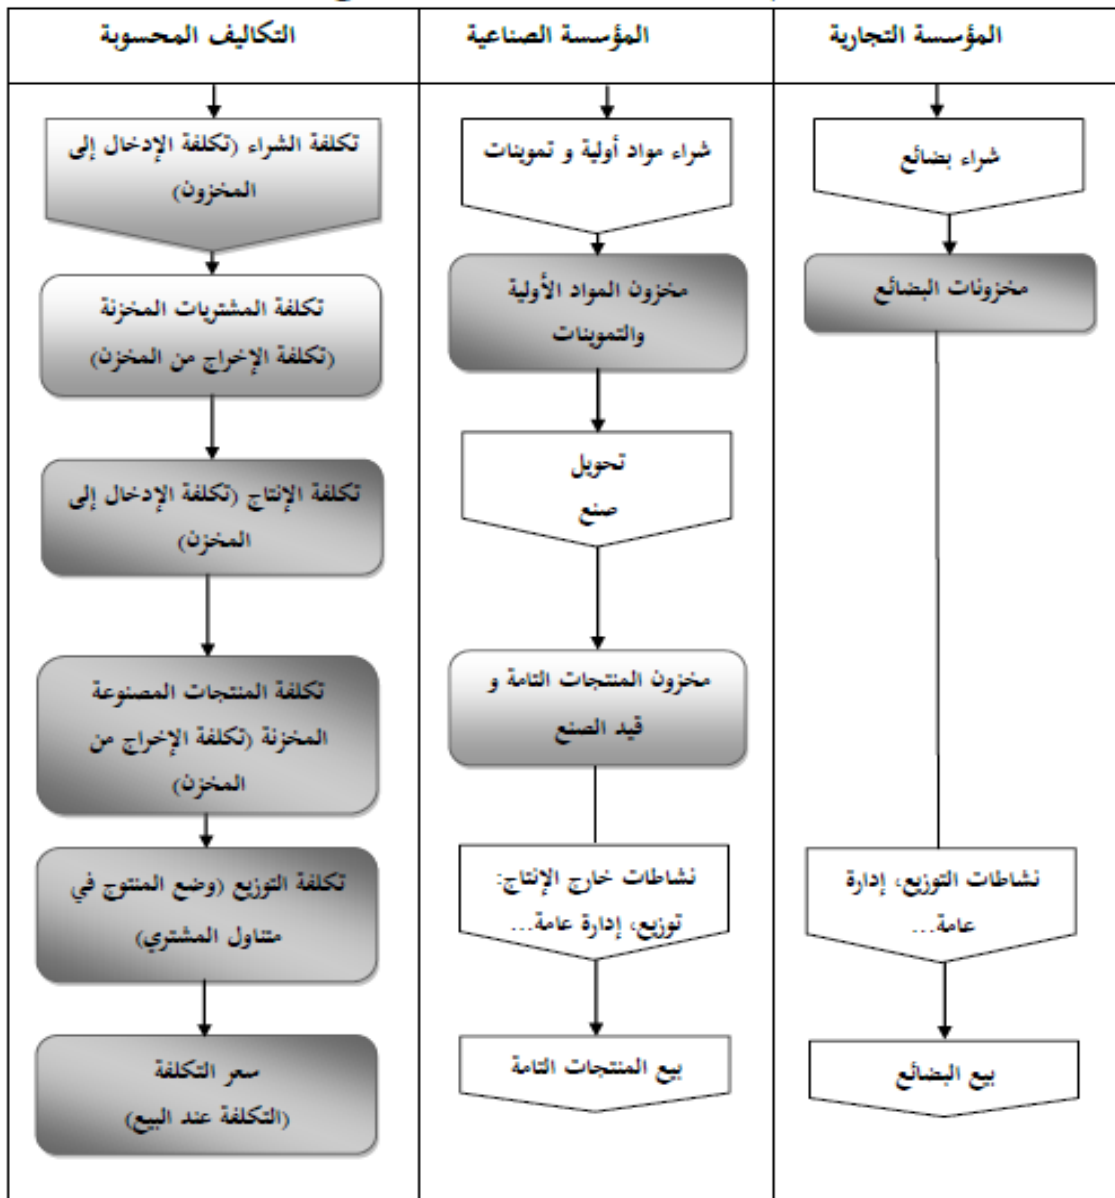 المؤسسة التجارية
المؤسسة الصناعية
التكاليف المحسوبة
شراء بضائع
مخزونات البضائع
نشاطات التوزيع، إدارة
عامة...
بيع البضائع
شراء مواد أولية و تموينات
مخزون المواد الأولية
والتموينات
تحويل
صنع
مخزون المنتجات التامة و
قيد الصنع
نشاطات خارج الإنتاج:
توزيع، إدارة عامة...
بيع المنتجات التامة
تكلفة الشراء (تكلفة الإدخال إلى
المخزون)
تكلفة المشتريات المخزنة
(تكلفة الإخراج من المخزن)
تكلفة الإنتاج (تكلفة الإدخال إلى
المخزن)
تكلفة المنتجات المصنوعة
المخزنة (تكلفة الإخراج من
المخزن)
تكلفة التوزيع (وضع المنتوج في
متناول المشتري)
سعر التكلفة
(التكلفة عند البيع)